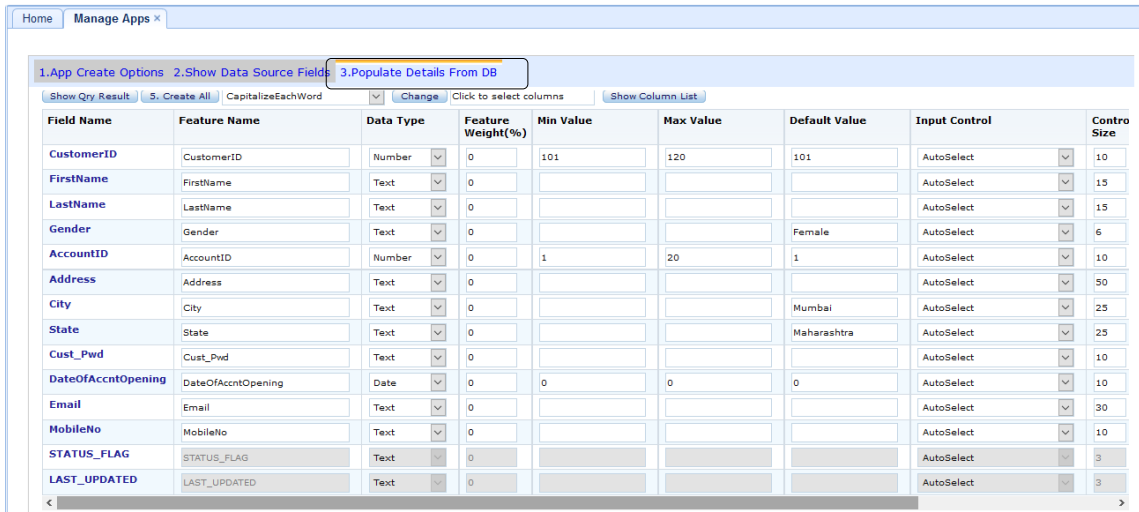 Home Manage Apps ×
1.App Create Options 2.Show Data Source Fields 3.Populate Details From DB
Show Qry Result 5. Create All CapitalizeEachWord Change Click to select columns Show Column List
Field Name Feature Name Data Type Feature Weight(%) Min Value Max Value Default Value Input Control Contro Size
CustomerID CustomerID Number 0 101 120 101 AutoSelect 10
FirstName FirstName Text 0 AutoSelect 15
LastName LastName Text 0 AutoSelect 15
Gender Gender Text 0 Female AutoSelect 6
AccountID AccountID Number 0 1 20 1 AutoSelect 10
Address Address Text 0 AutoSelect 50
City City Text 0 Mumbai AutoSelect 25
State State Text 0 Maharashtra AutoSelect 25
Cust_Pwd Cust_Pwd Text 0 AutoSelect 10
DateOfAccntOpening DateOfAccntOpening Date 0 0 0 0 AutoSelect 10
Email Email Text 0 AutoSelect 30
MobileNo MobileNo Text 0 AutoSelect 10
STATUS_FLAG STATUS_FLAG Text 0 AutoSelect 3
LAST_UPDATED LAST_UPDATED Text 0 AutoSelect 3